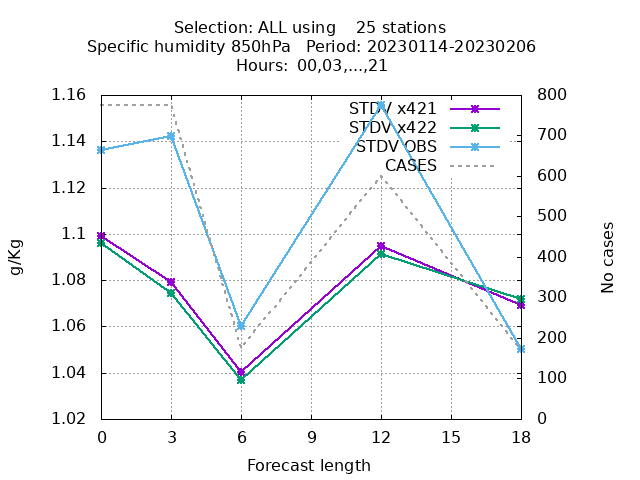 Selection: ALL using    25 stations
Specific humidity 850hPa   Period: 20230114-20230206
Hours: 00,03,...,21
STDV x421
STDV x422
STDV OBS
CASES
1.16
1.14
1.12
1.1
1.08
1.06
1.04
1.02
g/Kg
800
700
600
500
400
300
200
100
0
No cases
0 3 6 9 12 15 18
Forecast length